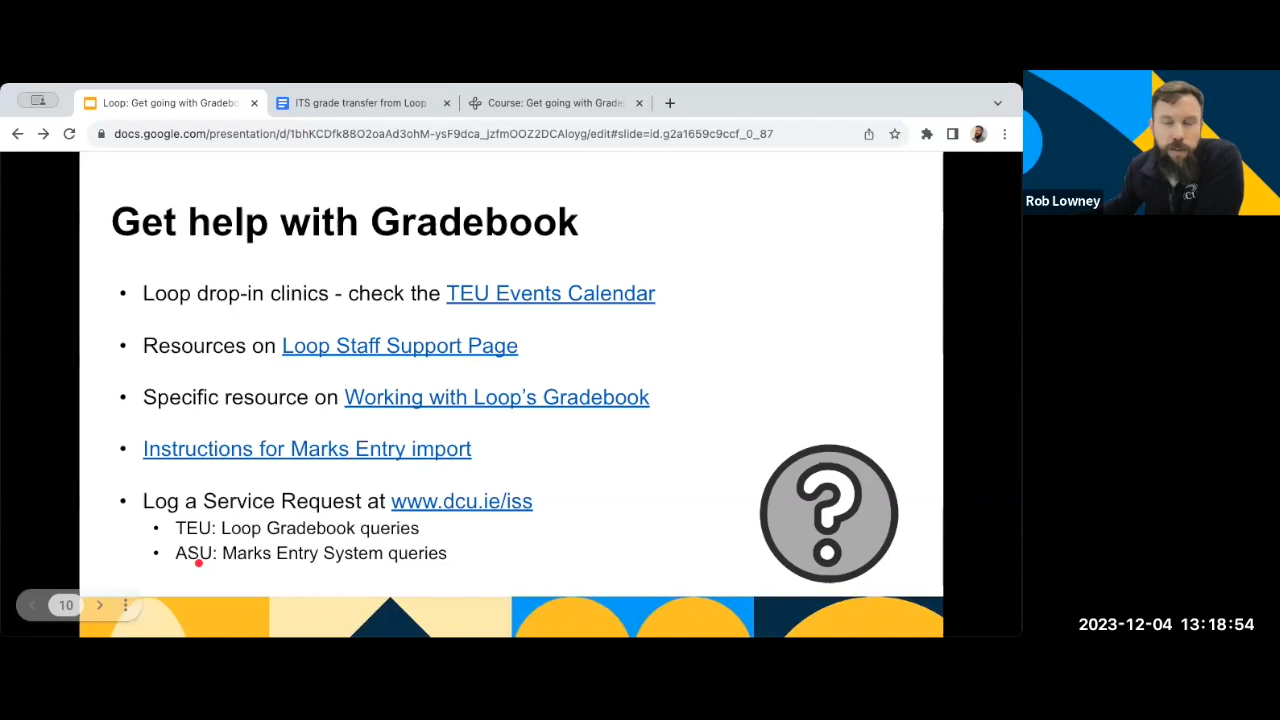 Loop: Get going with Gradebo
ITS grade transfer from Loop
Course: Get going with Grade
docs.google.com/presentation/d/1bhKCDfk88O2oaAd3ohM-ysF9dca_jzfmOOZ2DCAloyg/edit#slide=id.g2a1659c9ccf_0_87
Rob Lowney
Get help with Gradebook
• Loop drop-in clinics - check the TEU Events Calendar
• Resources on Loop Staff Support Page
• Specific resource on Working with Loop's Gradebook
• Instructions for Marks Entry import
• Log a Service Request at www.dcu.ie/iss
• TEU: Loop Gradebook queries
• ASU: Marks Entry System queries
10
2023-12-04 13:18:54